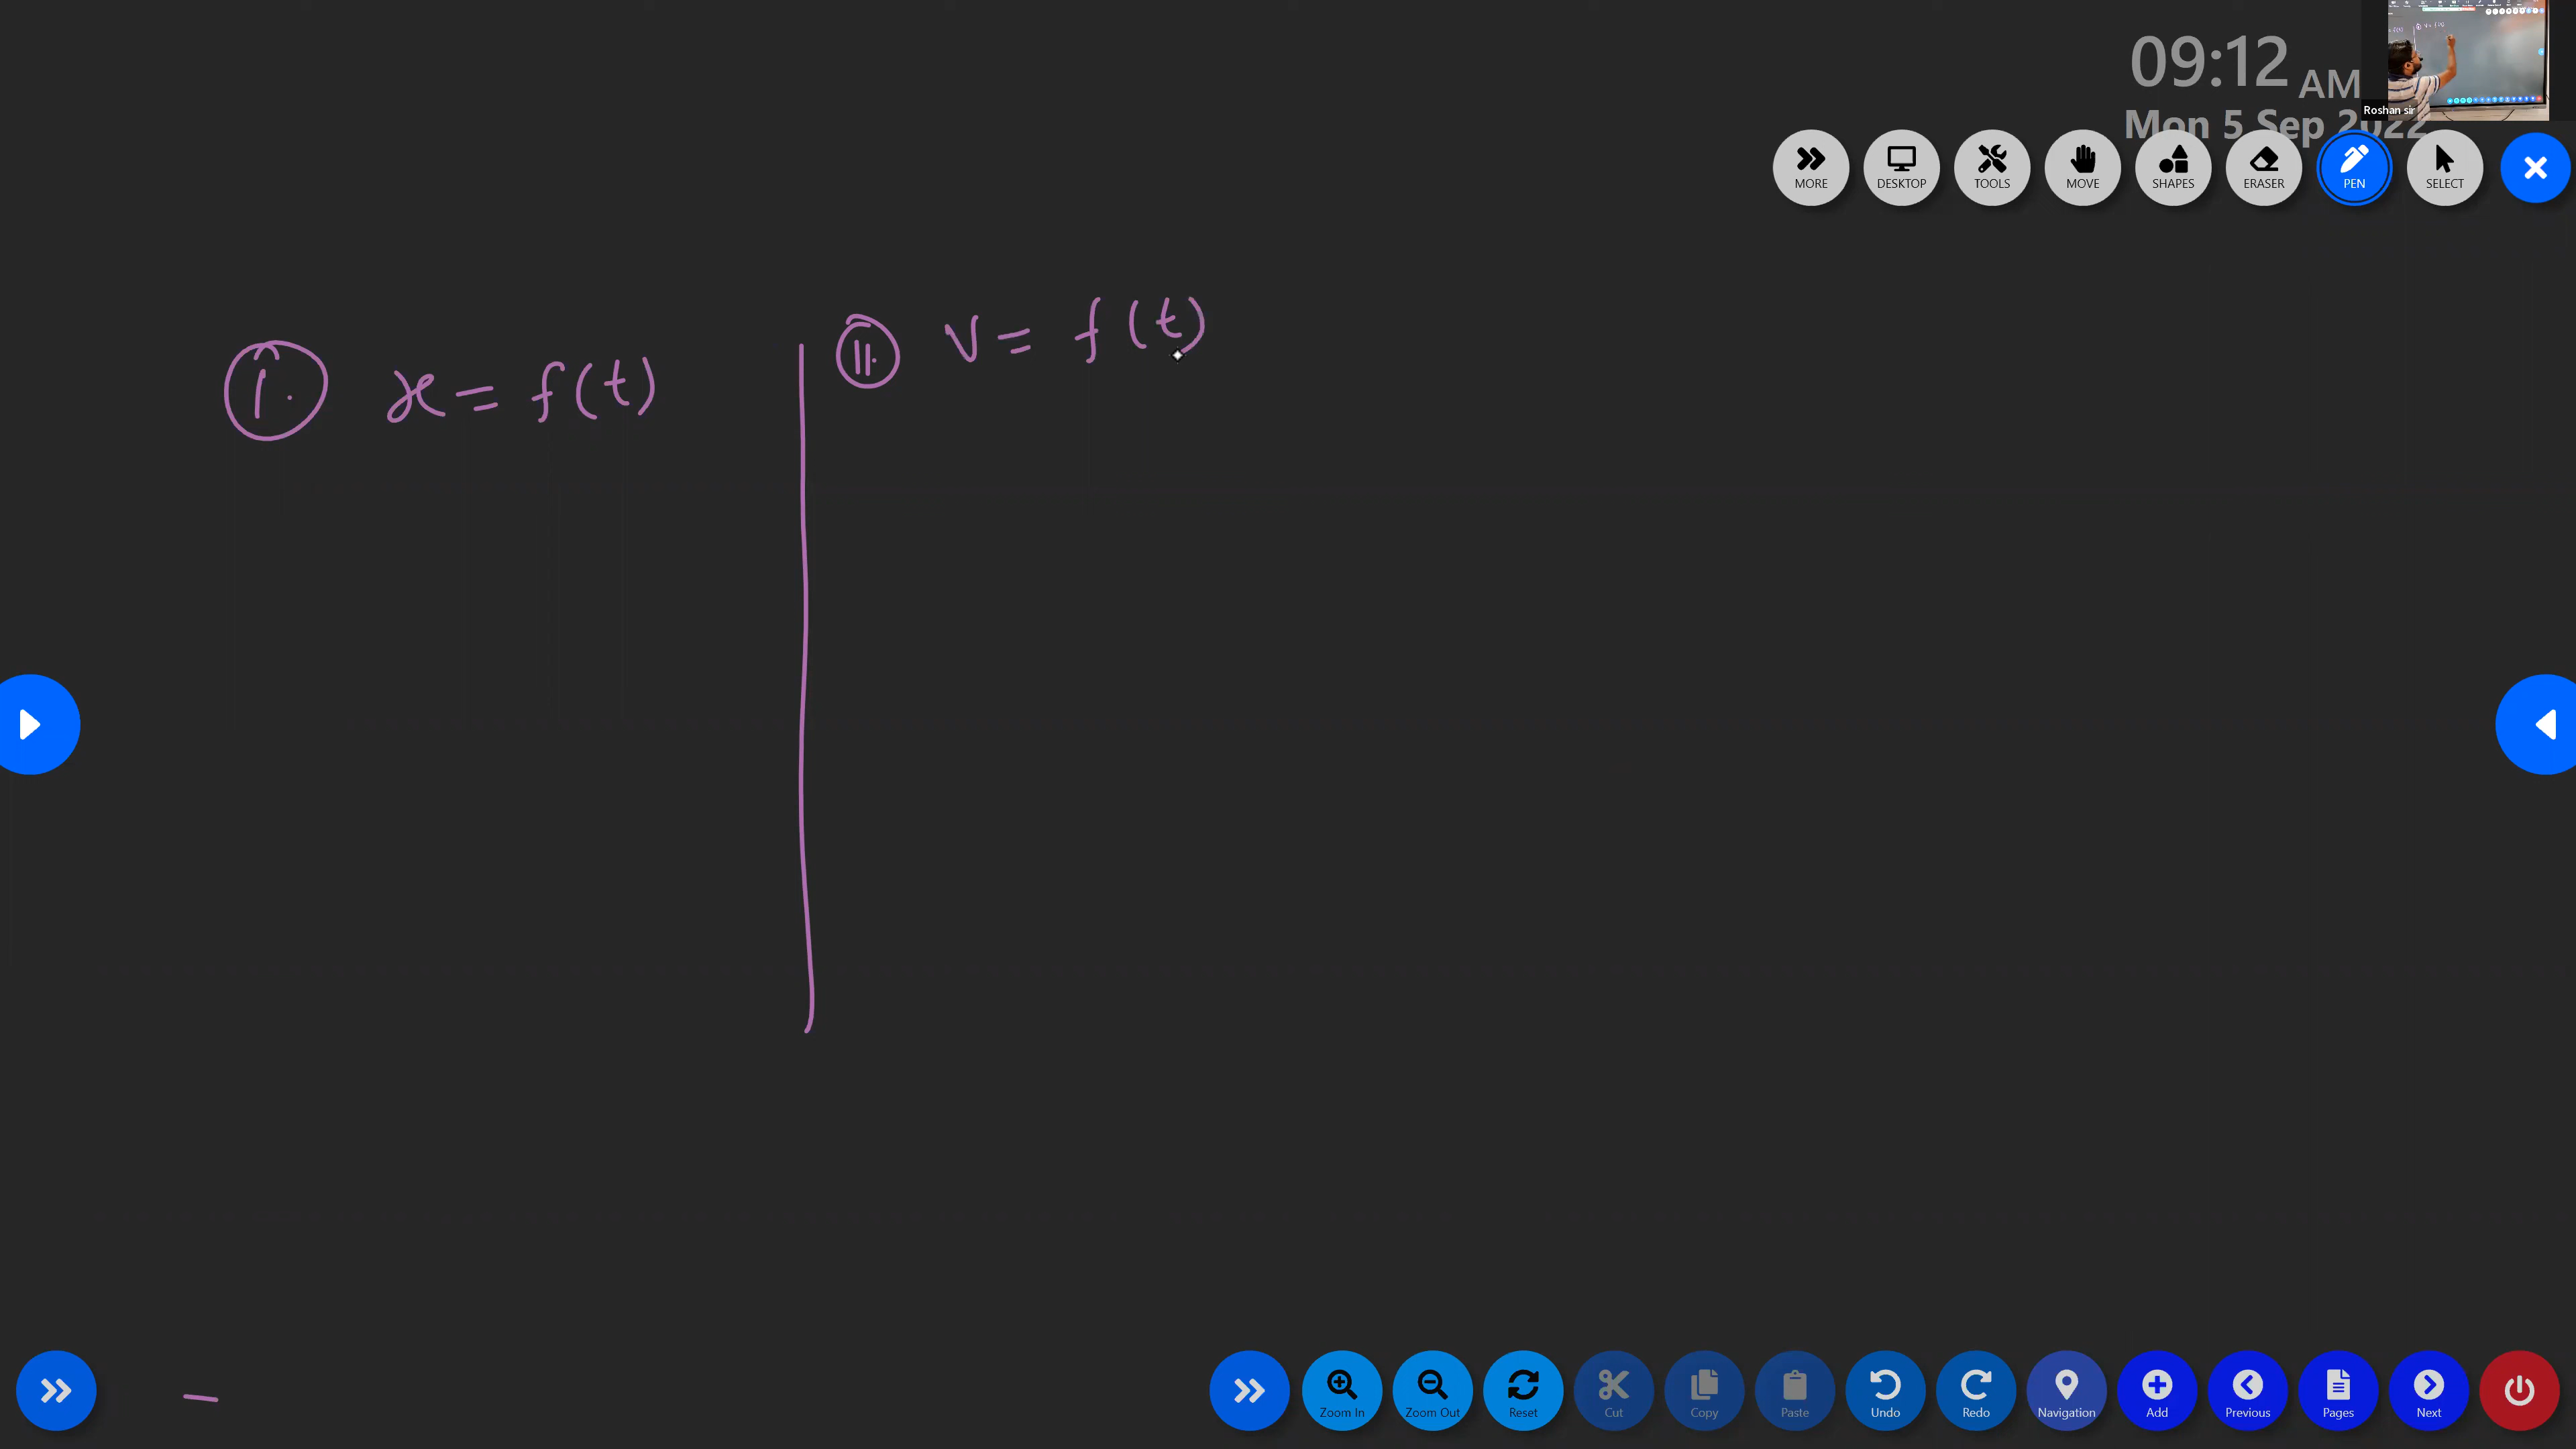 09:12 AM
Mon 5 Sep 2022
Roshan sir
MORE DESKTOP TOOLS MOVE SHAPES ERASER PEN SELECT
(i. x = f(t)
(ii. v = f(t)
Zoom In Zoom Out Reset Cut Copy Paste Undo Redo Navigation Add Previous Pages Next